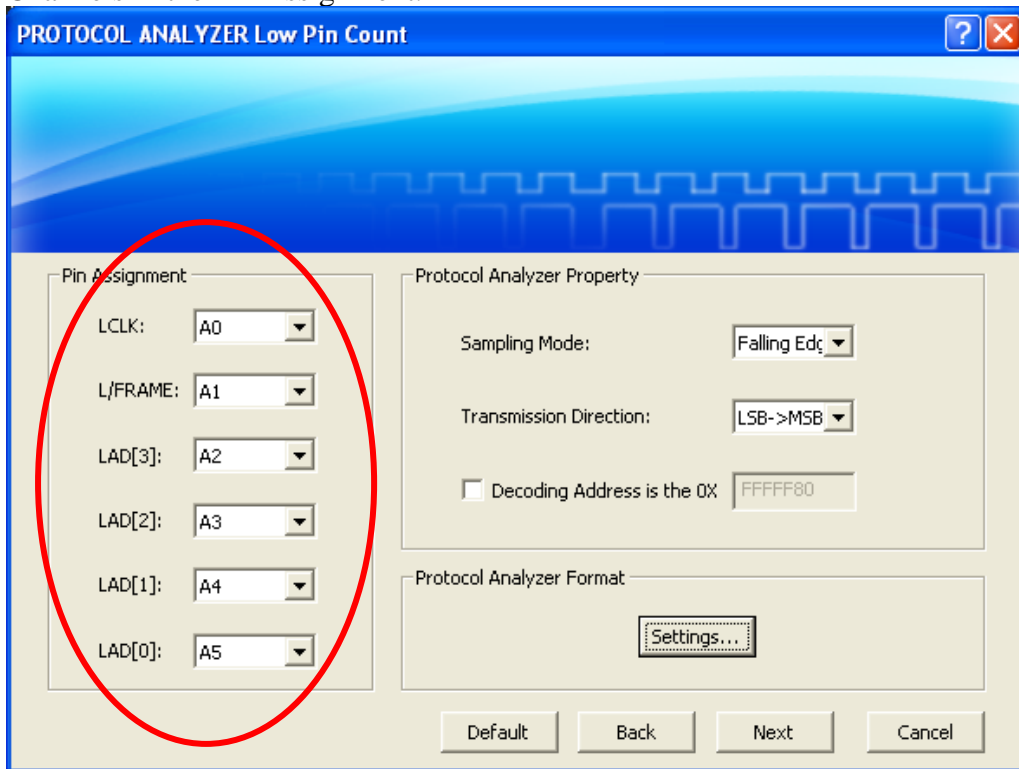 PROTOCOL ANALYZER Low Pin Count
Pin Assignment
LCLK: A0
L/FRAME: A1
LAD[3]: A2
LAD[2]: A3
LAD[1]: A4
LAD[0]: A5
Protocol Analyzer Property
Sampling Mode: Falling Edg
Transmission Direction: LSB->MSB
Decoding Address is the 0X FFFFF80
Protocol Analyzer Format
Settings...
Default Back Next Cancel